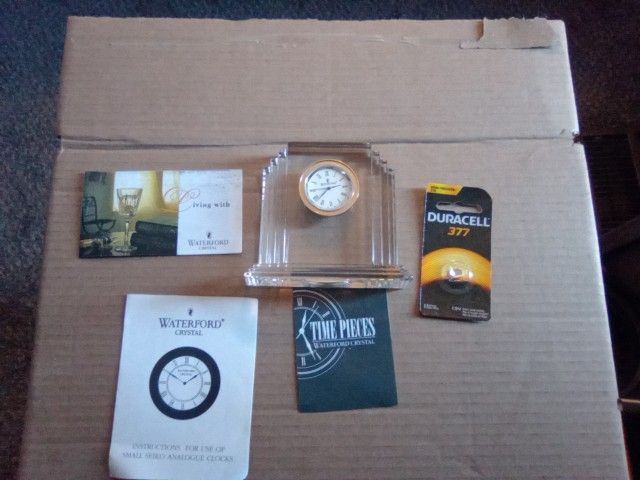 Living with
WATERFORD
CRYSTAL
DURACELL
377
WATERFORD®
CRYSTAL
INSTRUCTIONS FOR USE OF
SMALL SEIKO ANALOGUE CLOCKS
TIME PIECES
WATERFORD CRYSTAL